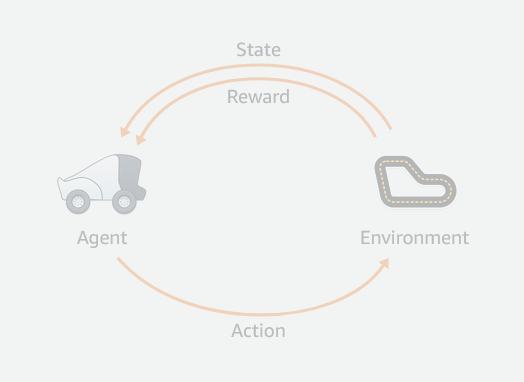 State
Reward
Agent
Environment
Action